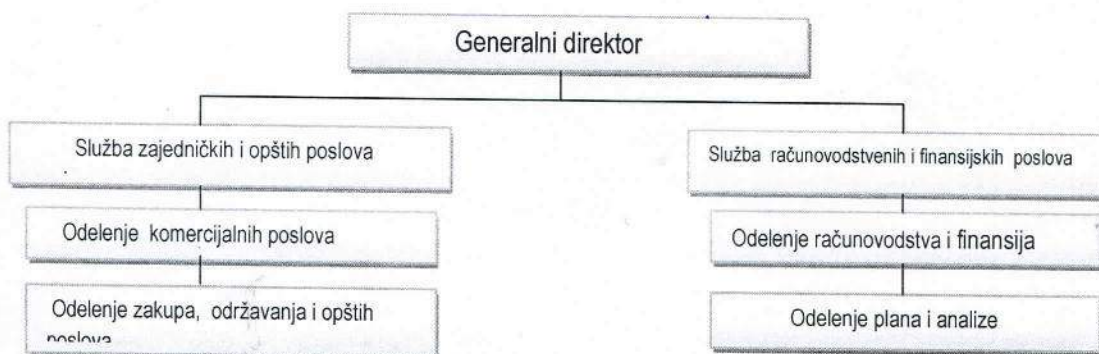 Generalni direktor
Služba zajedničkih i opštih poslova
Služba računovodstvenih i finansijskih poslova
Odelenje komercijalnih poslova
Odelenje računovodstva i finansija
Odelenje zakupa, održavanja i opštih
poslova
Odelenje plana i analize